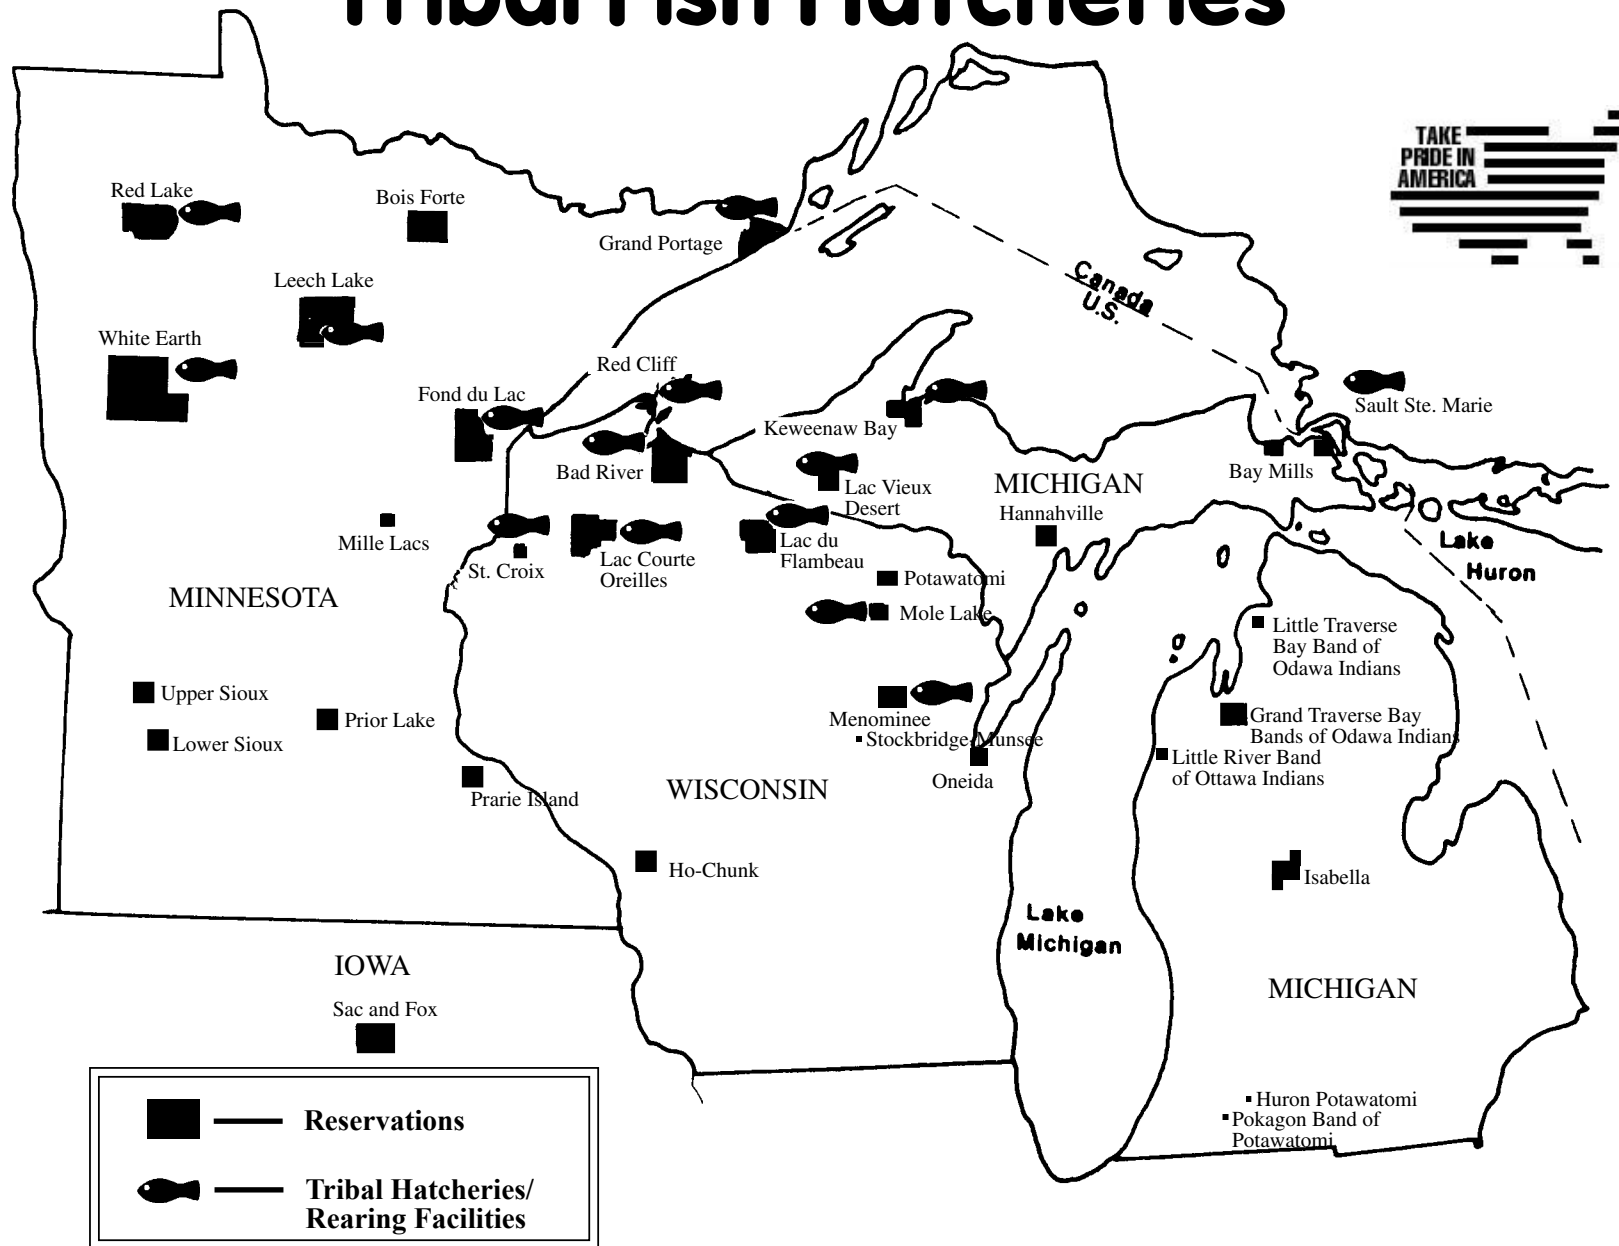 Tribal Fish Hatcheries
TAKE
PRIDE IN
AMERICA
Red Lake
Bois Forte
Grand Portage
Leech Lake
Canada
U.S.
White Earth
Red Cliff
Fond du Lac
Sault Ste. Marie
Keweenaw Bay
Bad River
Bay Mills
MICHIGAN
Lac Vieux
Desert
Hannahville
Mille Lacs
St. Croix
Lac Courte
Oreilles
Lac du
Flambeau
Lake
Huron
Potawatomi
Mole Lake
MINNESOTA
Little Traverse
Bay Band of
Odawa Indians
Upper Sioux
Prior Lake
Lower Sioux
Menominee
Stockbridge-Munsee
Oneida
Grand Traverse Bay
Bands of Odawa Indians
Little River Band
of Ottawa Indians
Prarie Island
WISCONSIN
Ho-Chunk
Isabella
Lake
Michigan
IOWA
MICHIGAN
Sac and Fox
Huron Potawatomi
Pokagon Band of
Potawatomi
Reservations
Tribal Hatcheries/
Rearing Facilities